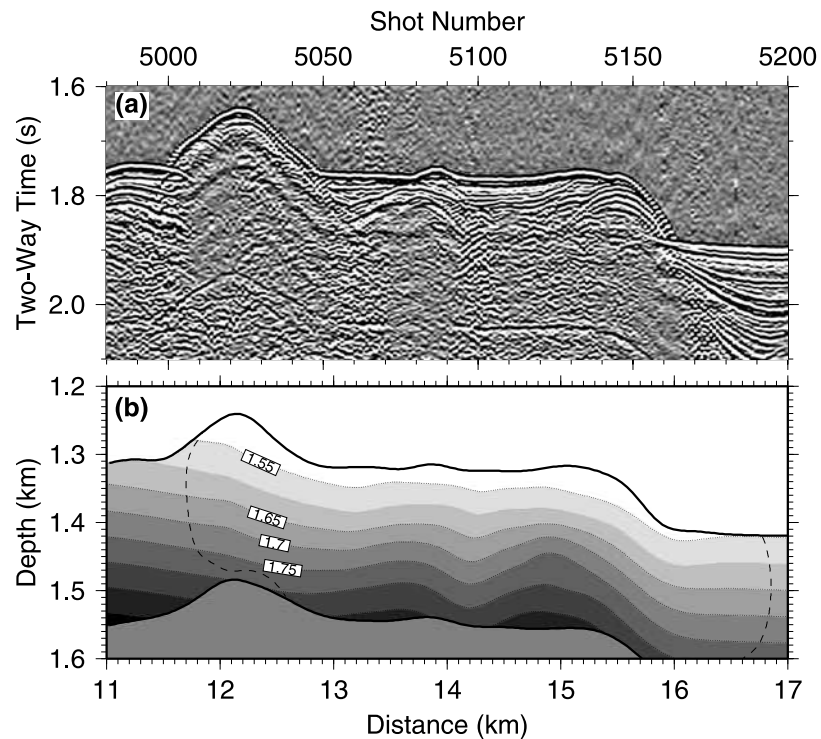 Shot Number
5000 5050 5100 5150 5200
(a)
Two-Way Time (s)
1.6
1.8
2.0
(b)
Depth (km)
1.2
1.3
1.4
1.5
1.6
1.55
1.65
1.7
1.75
11 12 13 14 15 16 17
Distance (km)